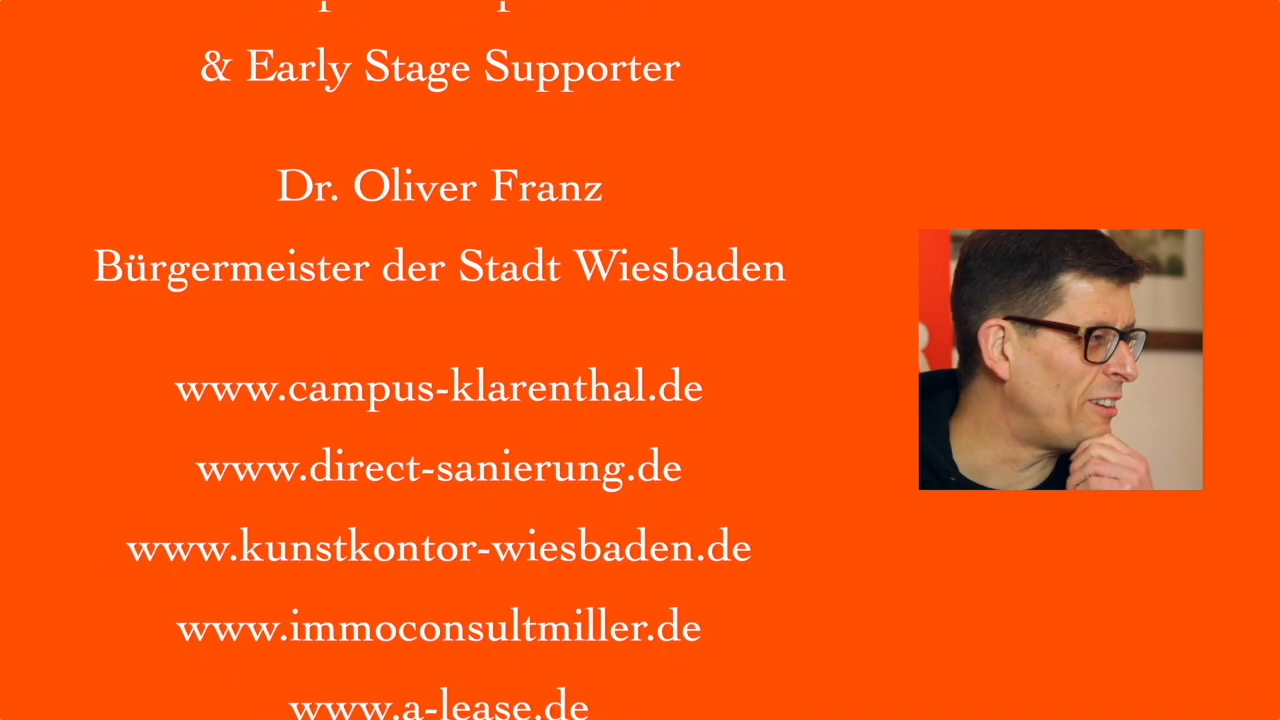 & Early Stage Supporter
Dr. Oliver Franz
Bürgermeister der Stadt Wiesbaden
www.campus-klarenthal.de
www.direct-sanierung.de
www.kunstkontor-wiesbaden.de
www.immoconsultmiller.de
www.a-lease.de